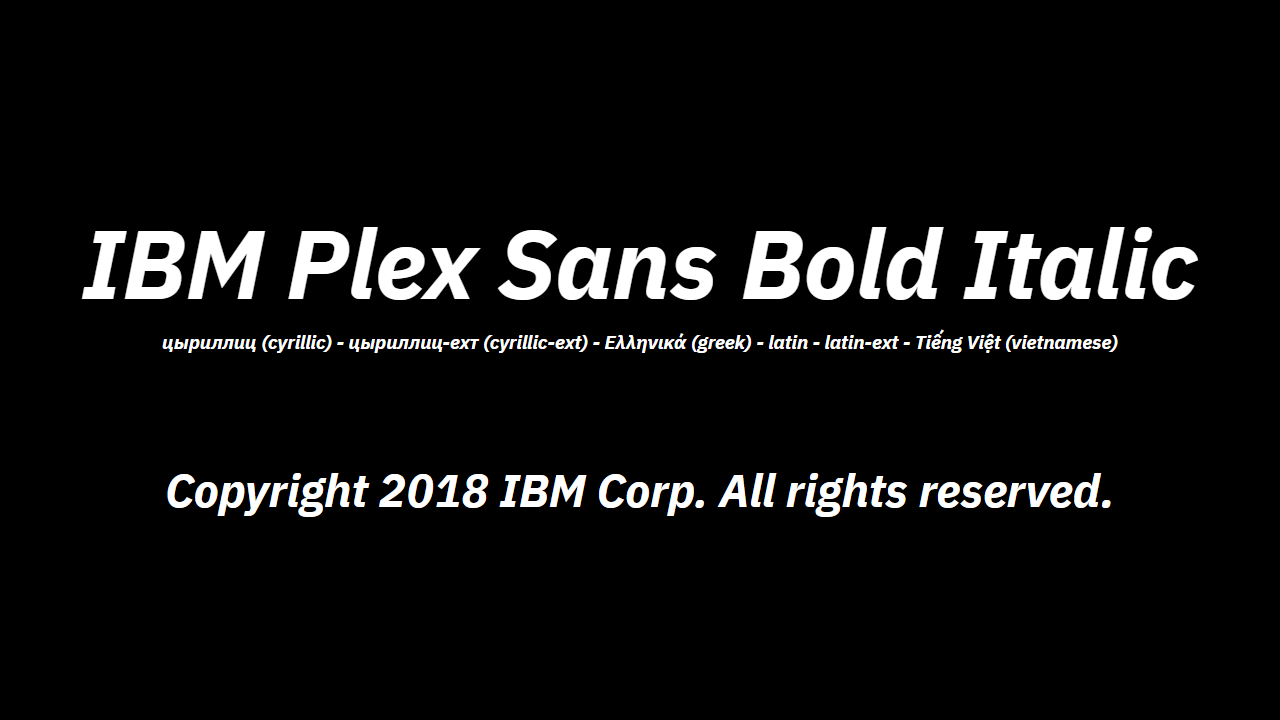 IBM Plex Sans Bold Italic
цыриллиц (cyrillic) - цыриллиц-ехт (cyrillic-ext) - Ελληνικά (greek) - latin - latin-ext - Tiếng Việt (vietnamese)
Copyright 2018 IBM Corp. All rights reserved.